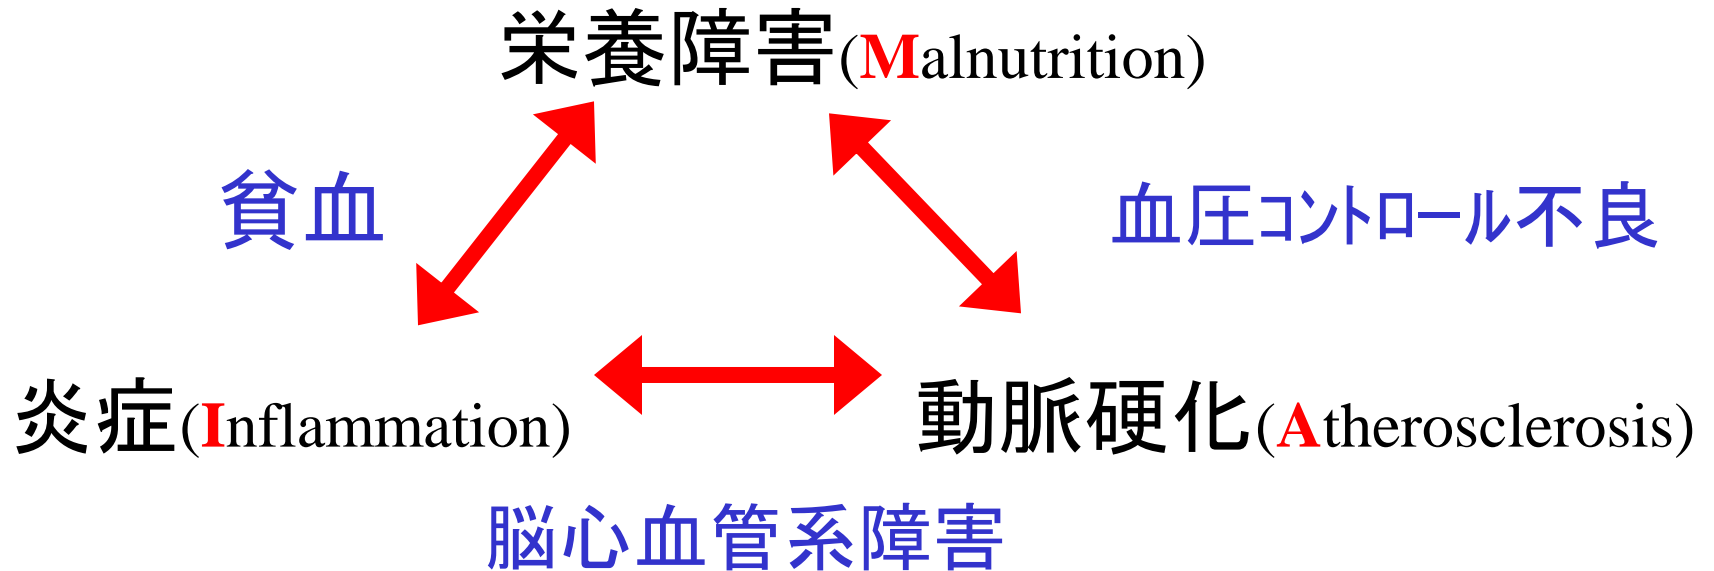 栄養障害(Malnutrition)
貧血
血圧コントロール不良
炎症(Inflammation)
動脈硬化(Atherosclerosis)
脳心血管系障害